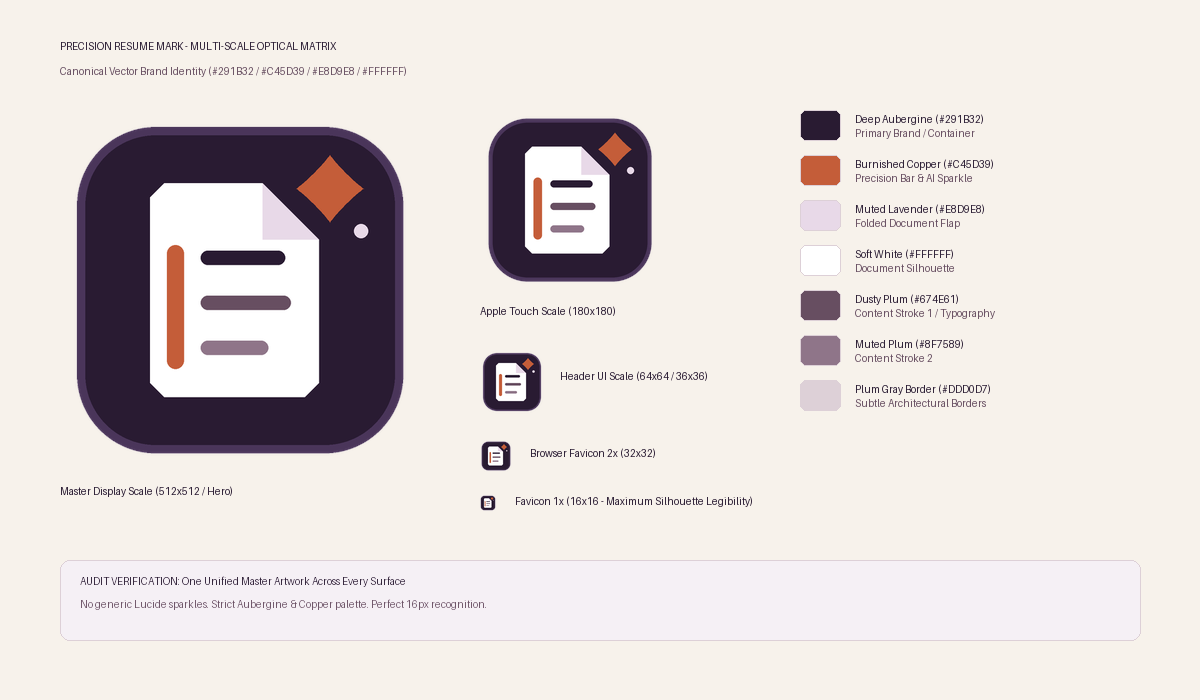 PRECISION RESUME MARK - MULTI-SCALE OPTICAL MATRIX
Canonical Vector Brand Identity (#291B32 / #C45D39 / #E8D9E8 / #FFFFFF)
Master Display Scale (512x512 / Hero)
Apple Touch Scale (180x180)
Header UI Scale (64x64 / 36x36)
Browser Favicon 2x (32x32)
Favicon 1x (16x16 - Maximum Silhouette Legibility)
Deep Aubergine (#291B32)
Primary Brand / Container
Burnished Copper (#C45D39)
Precision Bar & AI Sparkle
Muted Lavender (#E8D9E8)
Folded Document Flap
Soft White (#FFFFFF)
Document Silhouette
Dusty Plum (#674E61)
Content Stroke 1 / Typography
Muted Plum (#8F7589)
Content Stroke 2
Plum Gray Border (#DDD0D7)
Subtle Architectural Borders
AUDIT VERIFICATION: One Unified Master Artwork Across Every Surface
No generic Lucide sparkles. Strict Aubergine & Copper palette. Perfect 16px recognition.